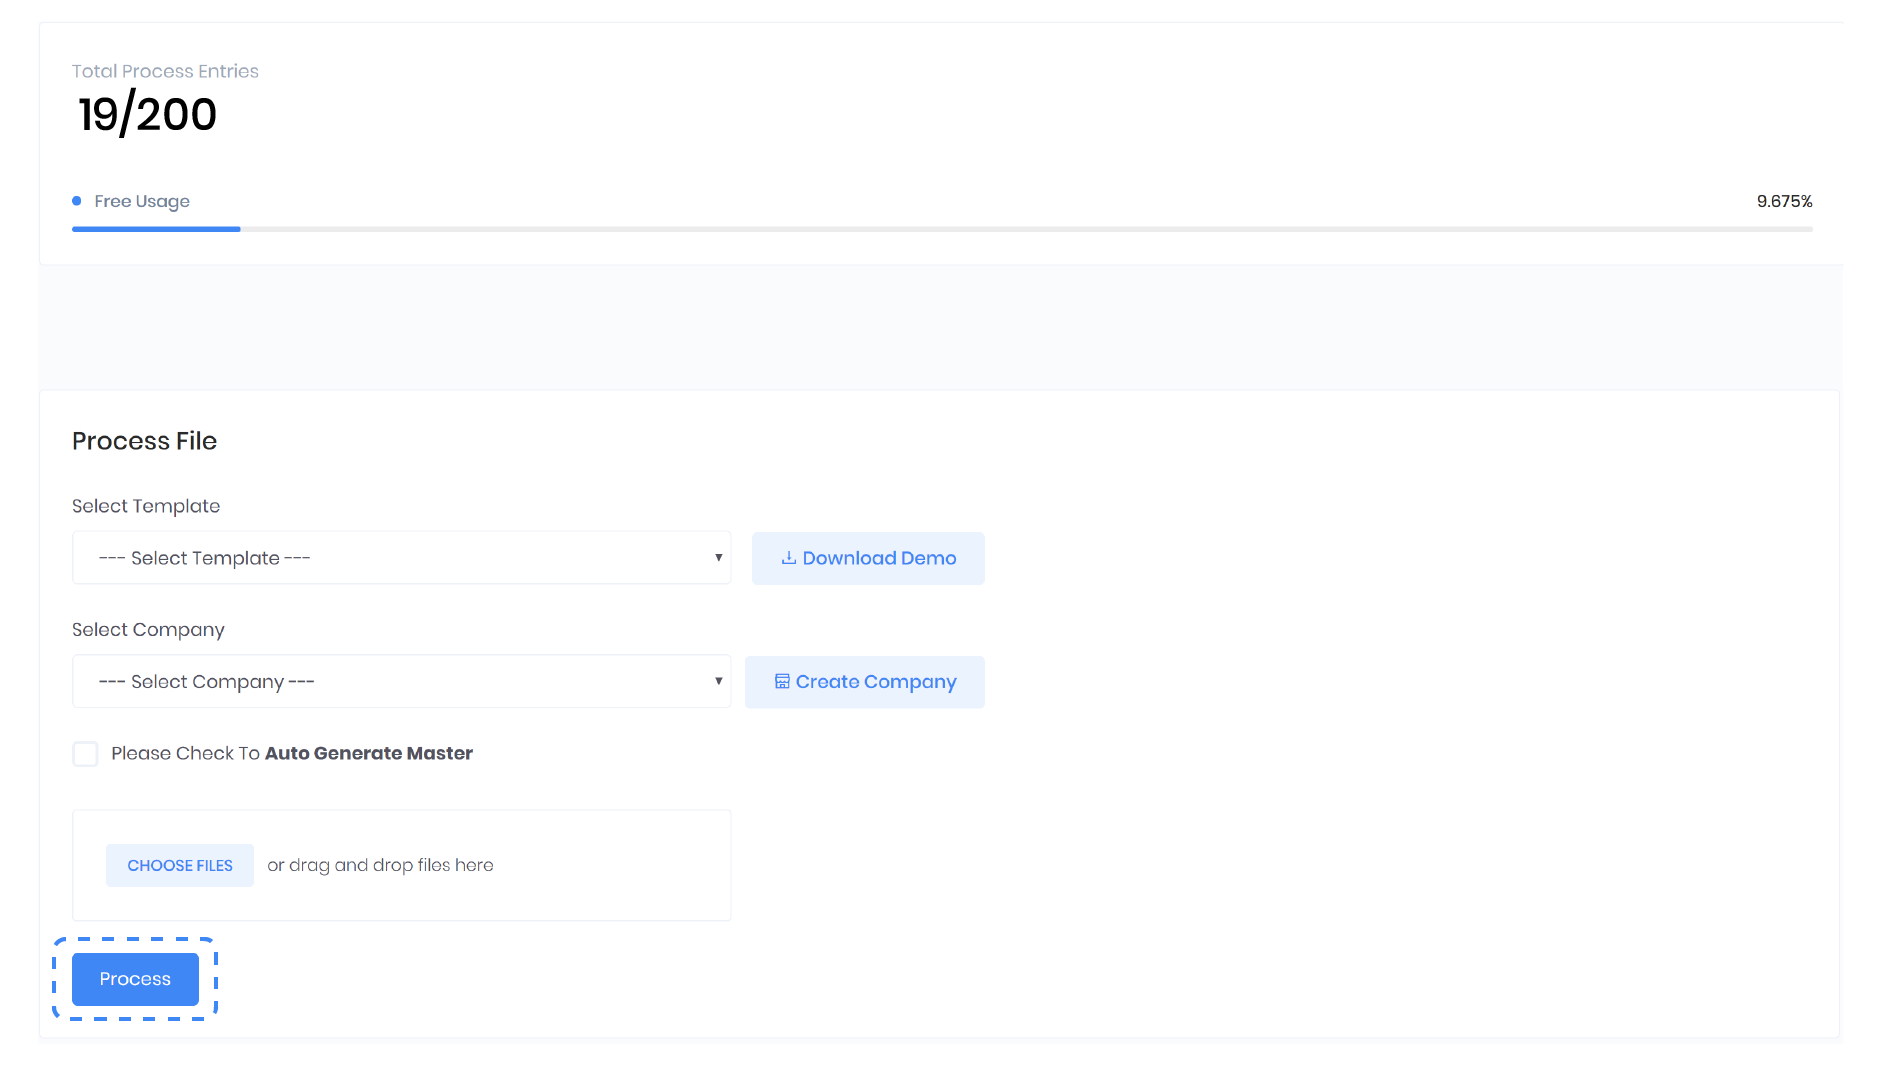 Total Process Entries
19/200
Free Usage 9.675%
Process File
Select Template
--- Select Template --- Download Demo
Select Company
--- Select Company --- Create Company
Please Check To Auto Generate Master
CHOOSE FILES or drag and drop files here
Process